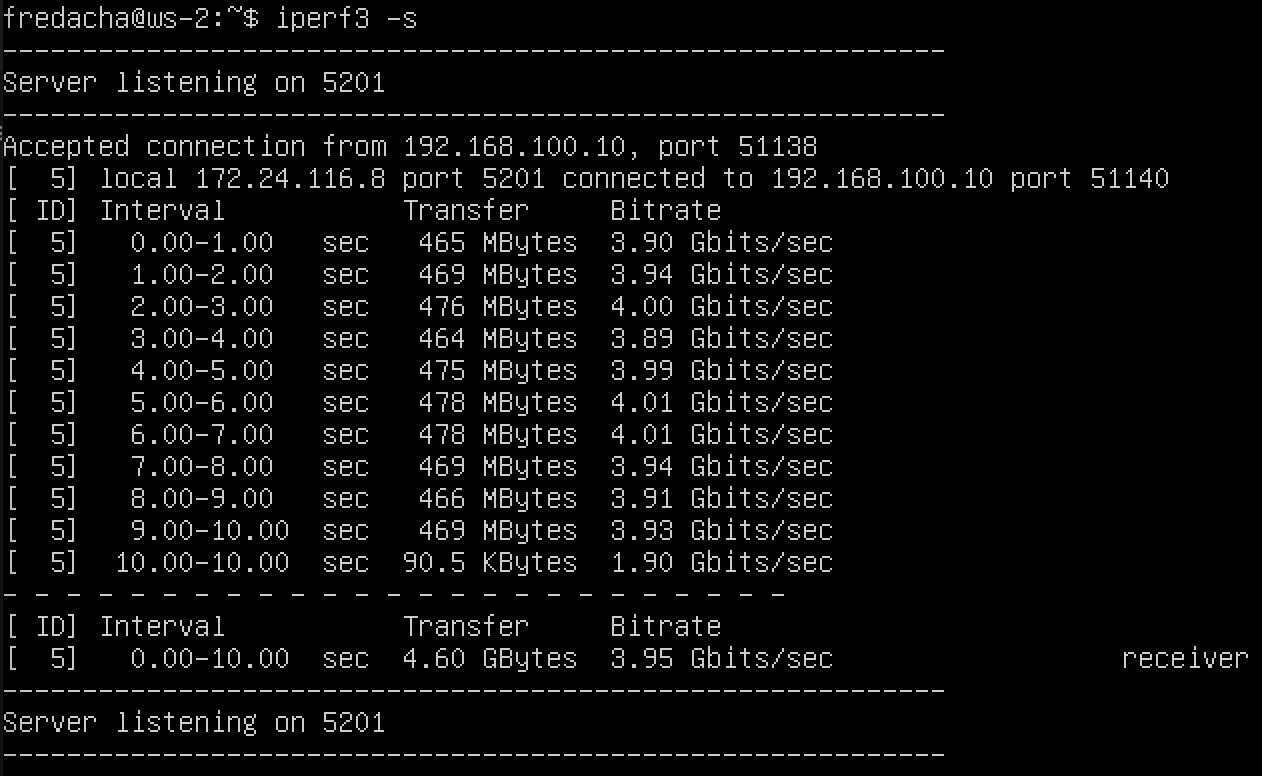 fredacha@ws-2:~$ iperf3 -s
-----------------------------------------------------------
Server listening on 5201
-----------------------------------------------------------
Accepted connection from 192.168.100.10, port 51138
[  5] local 172.24.116.8 port 5201 connected to 192.168.100.10 port 51140
[ ID] Interval           Transfer     Bitrate
[  5]   0.00-1.00   sec   465 MBytes  3.90 Gbits/sec
[  5]   1.00-2.00   sec   469 MBytes  3.94 Gbits/sec
[  5]   2.00-3.00   sec   476 MBytes  4.00 Gbits/sec
[  5]   3.00-4.00   sec   464 MBytes  3.89 Gbits/sec
[  5]   4.00-5.00   sec   475 MBytes  3.99 Gbits/sec
[  5]   5.00-6.00   sec   478 MBytes  4.01 Gbits/sec
[  5]   6.00-7.00   sec   478 MBytes  4.01 Gbits/sec
[  5]   7.00-8.00   sec   469 MBytes  3.94 Gbits/sec
[  5]   8.00-9.00   sec   466 MBytes  3.91 Gbits/sec
[  5]   9.00-10.00  sec   469 MBytes  3.93 Gbits/sec
[  5]  10.00-10.00  sec  90.5 KBytes  1.90 Gbits/sec
- - - - - - - - - - - - - - - - - - - - - - - - -
[ ID] Interval           Transfer     Bitrate
[  5]   0.00-10.00  sec  4.60 GBytes  3.95 Gbits/sec                  receiver
-----------------------------------------------------------
Server listening on 5201
-----------------------------------------------------------